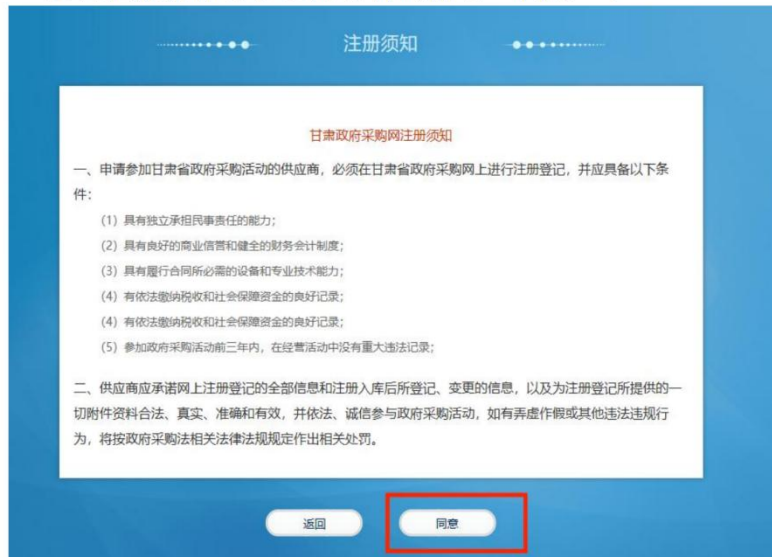 注册须知
甘肃政府采购网注册须知
一、申请参加甘肃省政府采购活动的供应商，必须在甘肃省政府采购网上进行注册登记，并应具备以下条
件：
(1) 具有独立承担民事责任的能力；
(2) 具有良好的商业信营和健全的财务会计制度；
(3) 具有履行合同所必需的设备和专业技术能力；
(4) 有依法缴纳税收和社会保障资金的良好记录；
(4) 有依法缴纳税收和社会保障资金的良好记录；
(5) 参加政府采购活动前三年内，在经营活动中没有重大违法记录；
二、供应商应承诺网上注册登记的全部信息和注册入库后所登记、变更的信息，以及为注册登记所提供的一
切附件资料合法、真实、准确和有效，并依法、诚信参与政府采购活动，如有弄虚作假或其他违法违规行
为，将按政府采购法相关法律法规规定作出相关处罚。
返回
同意